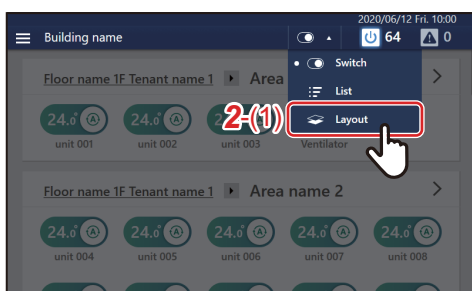 2020/06/12 Fri. 10:00
Building name
64
0
Switch
List
Layout
2-(1)
Floor name 1F Tenant name 1 Area
24.0 A
24.0 A
24.0
unit 001
unit 002
unit 003
Ventilator
Floor name 1F Tenant name 1 Area name 2
24.0 A
24.0 A
24.0 A
24.0 A
24.0 A
unit 004
unit 005
unit 006
unit 007
unit 008